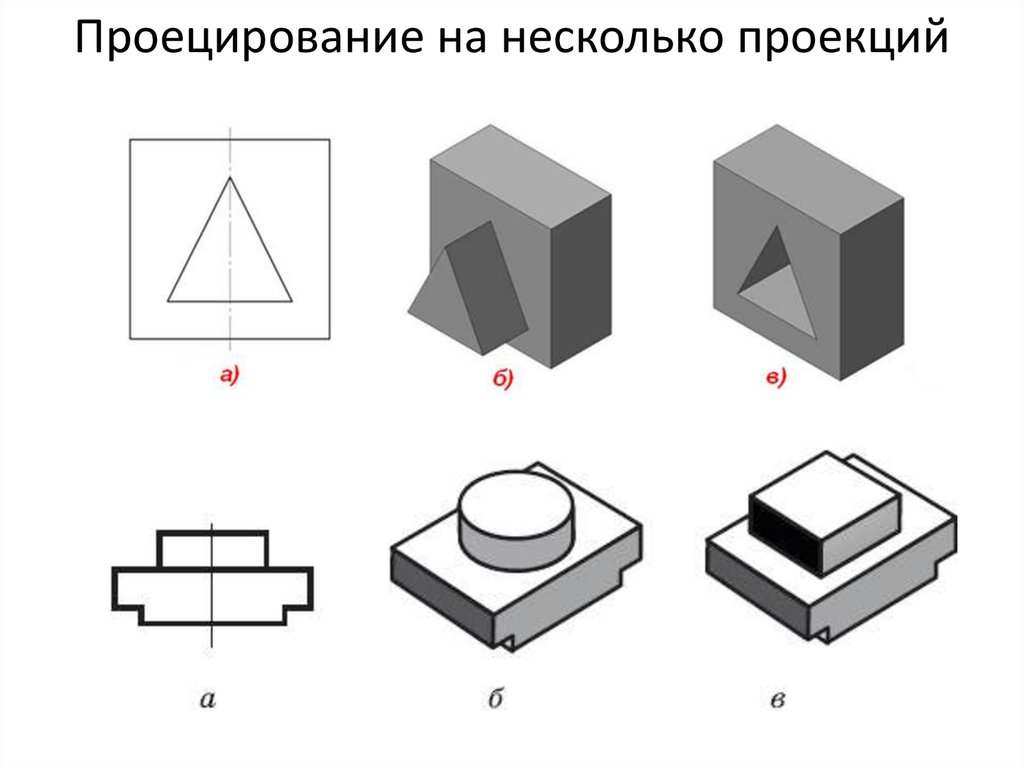 Проецирование на несколько проекций
а) б) в)
а б в